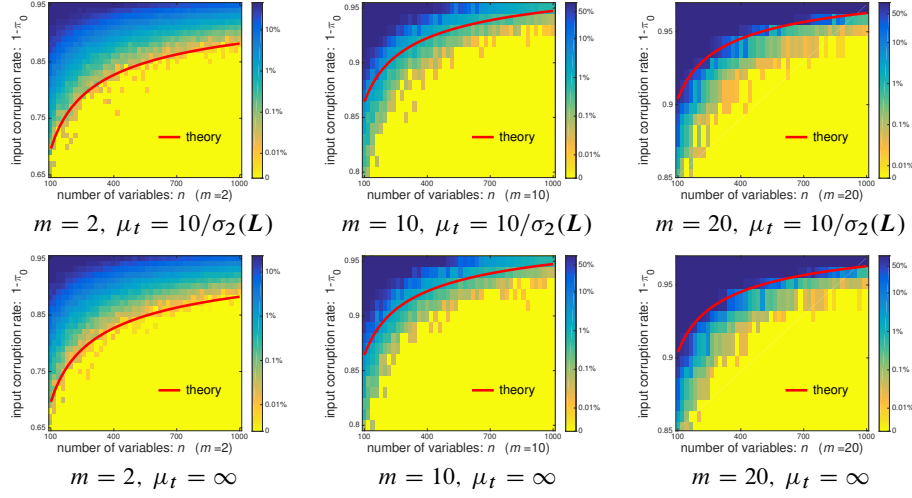 0.95
0.85
0.75
0.65
input corruption rate: 1-π₀
100 400 700 1000
number of variables: n (m =2)
theory
10%
1%
0.1%
0.01%
0
0.95
0.9
0.85
0.8
input corruption rate: 1-π₀
100 400 700 1000
number of variables: n (m =10)
theory
50%
10%
1%
0.1%
0.01%
0
0.95
0.9
0.85
input corruption rate: 1-π₀
100 400 700 1000
number of variables: n (m =20)
theory
50%
10%
1%
0.1%
0.01%
0
m = 2, μₜ = 10/σ₂(L)
m = 10, μₜ = 10/σ₂(L)
m = 20, μₜ = 10/σ₂(L)
0.95
0.85
0.75
0.65
input corruption rate: 1-π₀
100 400 700 1000
number of variables: n (m =2)
theory
10%
1%
0.1%
0.01%
0
0.95
0.9
0.85
0.8
input corruption rate: 1-π₀
100 400 700 1000
number of variables: n (m =10)
theory
50%
10%
1%
0.1%
0.01%
0
0.95
0.9
0.85
input corruption rate: 1-π₀
100 400 700 1000
number of variables: n (m =20)
theory
50%
10%
1%
0.1%
0.01%
0
m = 2, μₜ = ∞
m = 10, μₜ = ∞
m = 20, μₜ = ∞